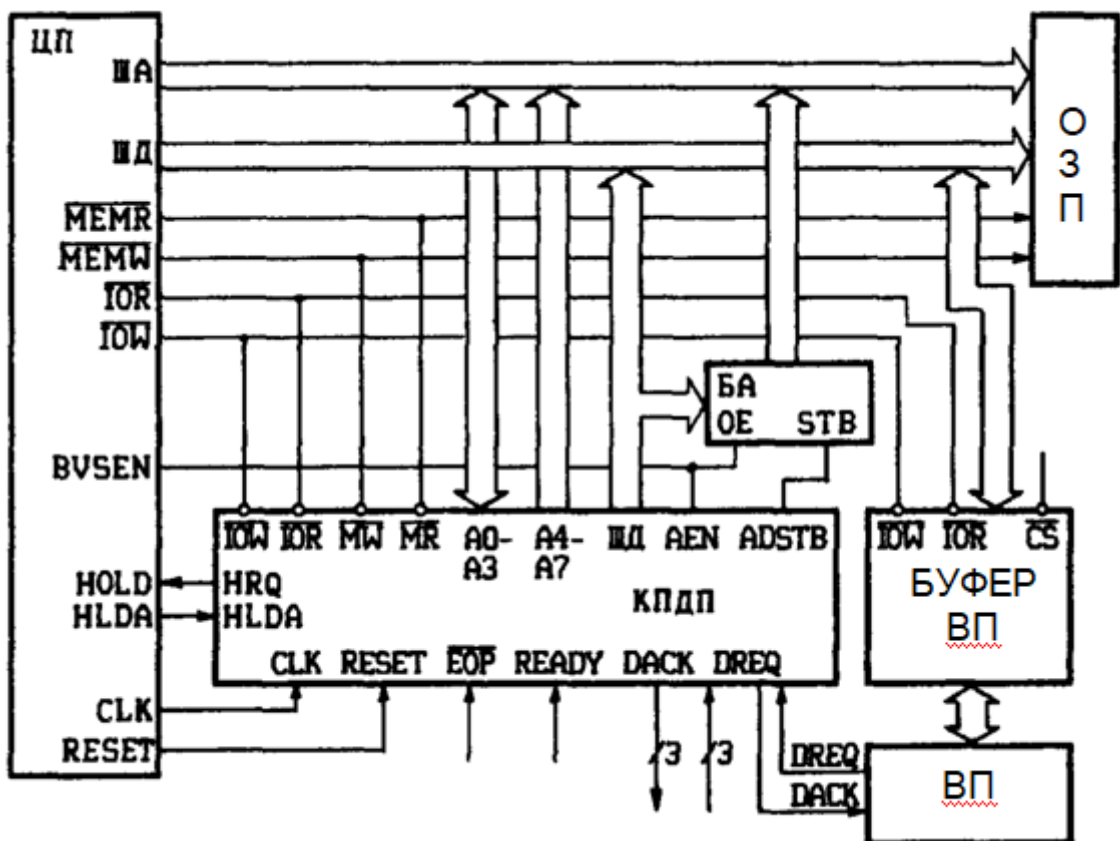 ЦП
ША
ШД
MEMR
MEMW
IOR
IOW
BVSEN
HOLD
HLDA
CLK
RESET
О
З
П
БА
OE STB
IOW IOR MW MR A0-A3 A4-A7 ШД AEN ADSTB
HRQ
HLDA
КПДП
CLK RESET EOP READY DACK DREQ
IOW IOR CS
БУФЕР
ВП
/3 /3
DREQ
DACK
ВП